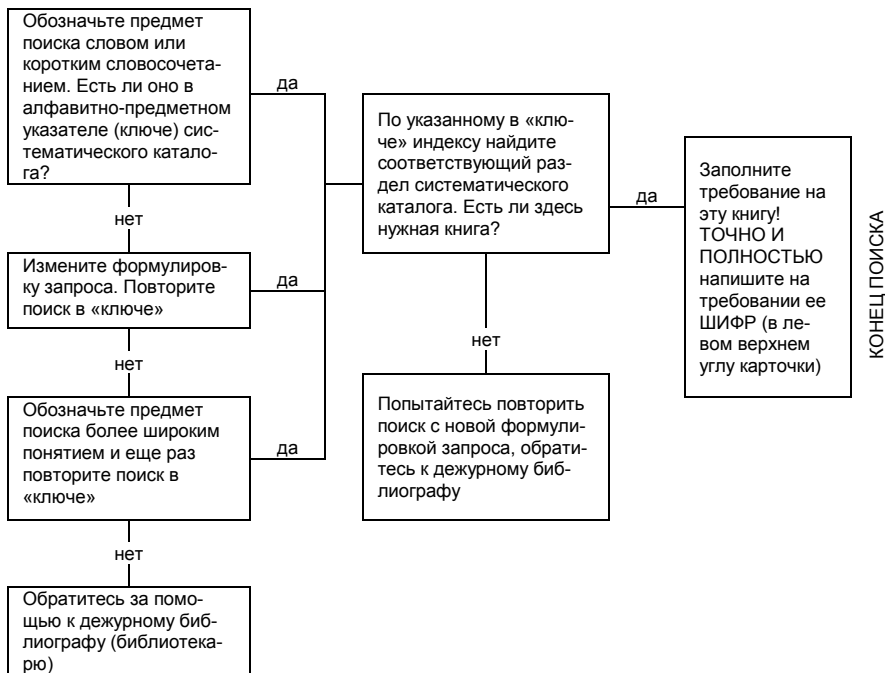 Обозначьте предмет
поиска словом или
коротким словосочета-
нием. Есть ли оно в
алфавитно-предметном
указателе (ключе) сис-
тематического катало-
га?
да
нет
Измените формулиров-
ку запроса. Повторите
поиск в «ключе»
да
нет
Обозначьте предмет
поиска более широким
понятием и еще раз
повторите поиск в
«ключе»
да
нет
Обратитесь за помо-
щью к дежурному биб-
лиографу (библиотека-
рю)
По указанному в «клю-
че» индексу найдите
соответствующий раз-
дел систематического
каталога. Есть ли здесь
нужная книга?
да
нет
Попытайтесь повторить
поиск с новой формули-
ровкой запроса, обрати-
тесь к дежурному биб-
лиографу
Заполните
требование на
эту книгу!
ТОЧНО И
ПОЛНОСТЬЮ
напишите на
требовании ее
ШИФР (в ле-
вом верхнем
углу карточки)
КОНЕЦ ПОИСКА